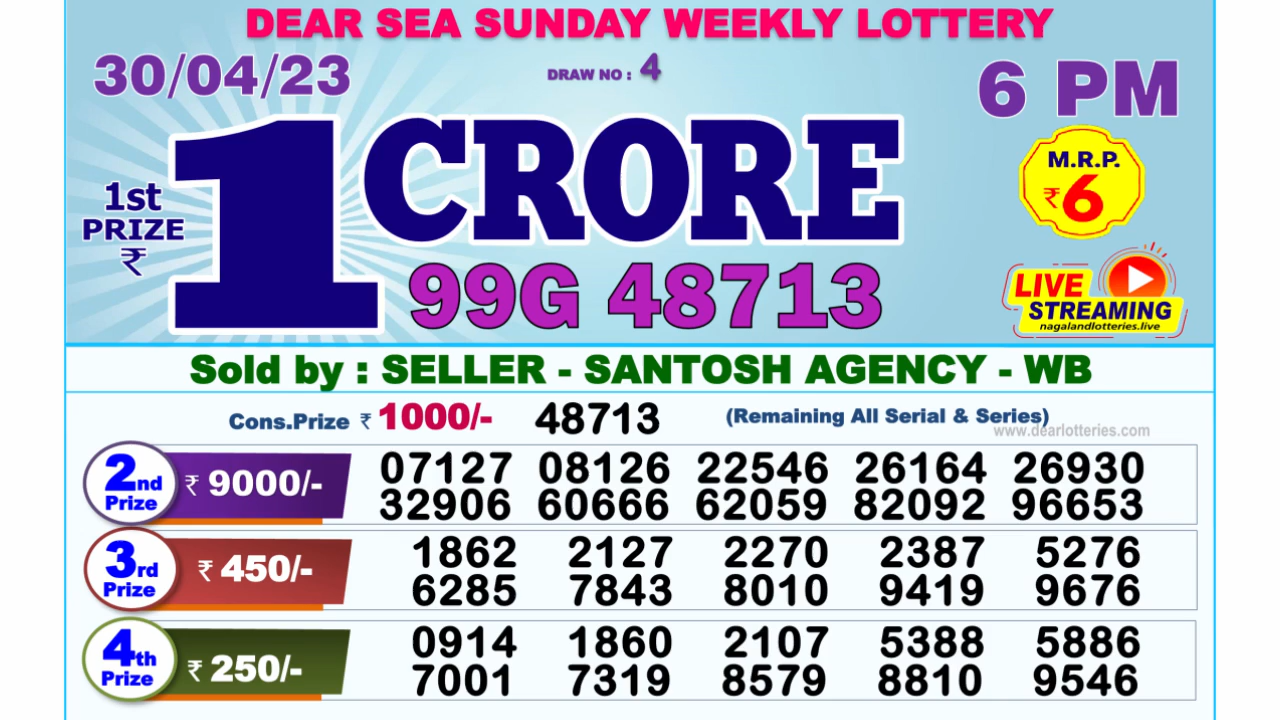 DEAR SEA SUNDAY WEEKLY LOTTERY
30/04/23
DRAW NO : 4
6 PM
1st
PRIZE
₹
1 CRORE
M.R.P.
₹6
99G 48713
LIVE
STREAMING
nagalandlotteries.live
Sold by : SELLER - SANTOSH AGENCY - WB
Cons.Prize ₹ 1000/- 48713 (Remaining All Serial & Series)
www.dearlotteries.com
2nd Prize ₹ 9000/-
07127 08126 22546 26164 26930
32906 60666 62059 82092 96653
3rd Prize ₹ 450/-
1862 2127 2270 2387 5276
6285 7843 8010 9419 9676
4th Prize ₹ 250/-
0914 1860 2107 5388 5886
7001 7319 8579 8810 9546